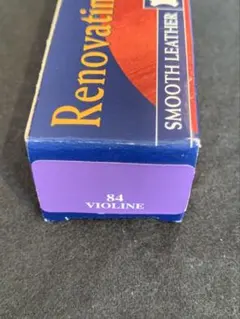 Renovatin
SMOOTH LEATHER
84
VIOLINE